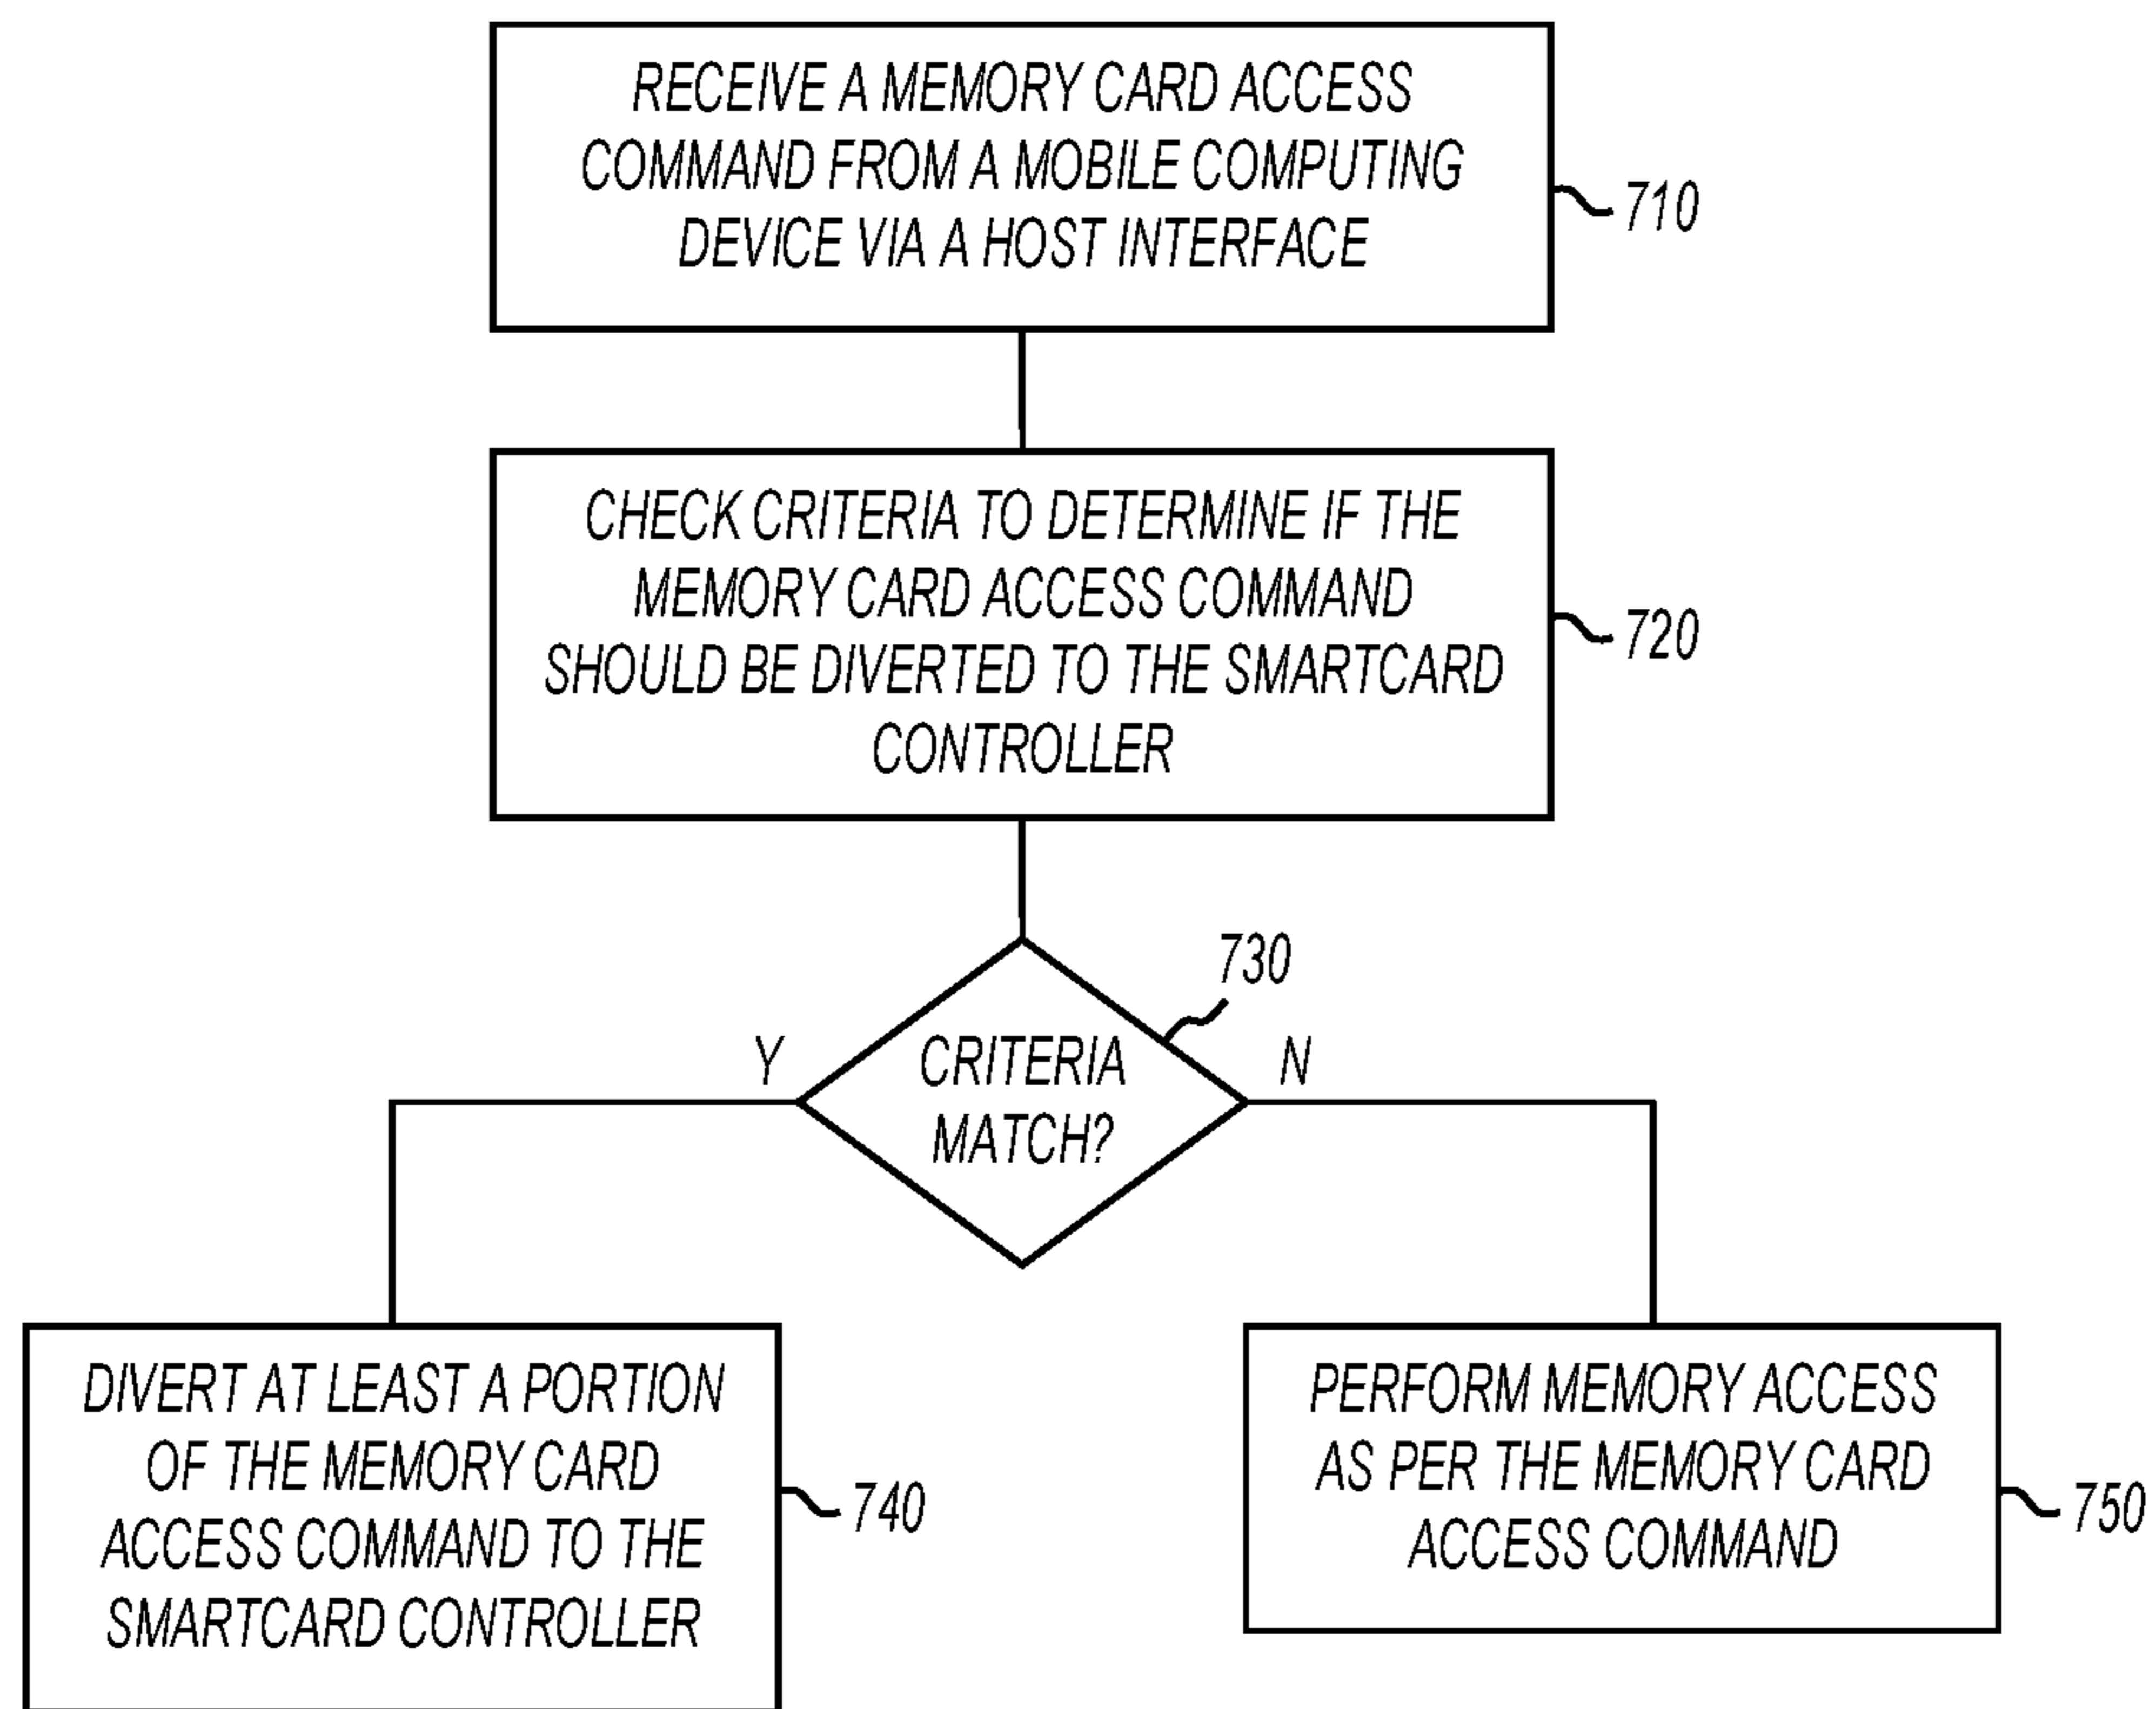 RECEIVE A MEMORY CARD ACCESS
COMMAND FROM A MOBILE COMPUTING
DEVICE VIA A HOST INTERFACE
710
CHECK CRITERIA TO DETERMINE IF THE
MEMORY CARD ACCESS COMMAND
SHOULD BE DIVERTED TO THE SMARTCARD
CONTROLLER
720
730
Y
CRITERIA
MATCH?
N
DIVERT AT LEAST A PORTION
OF THE MEMORY CARD
ACCESS COMMAND TO THE
SMARTCARD CONTROLLER
740
PERFORM MEMORY ACCESS
AS PER THE MEMORY CARD
ACCESS COMMAND
750